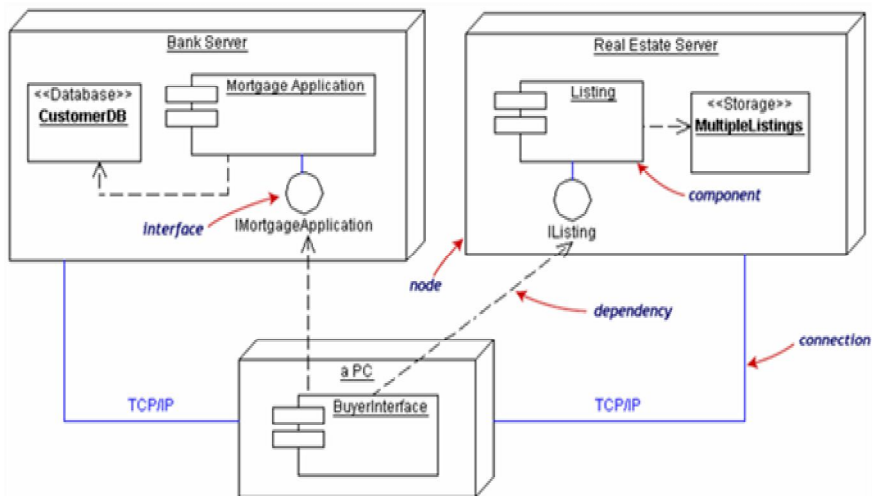 Bank Server
<<Database>>
CustomerDB
Mortgage Application
interface
IMortgageApplication
Real Estate Server
Listing
<<Storage>>
MultipleListings
component
IListing
node
dependency
connection
a PC
BuyerInterface
TCP/IP
TCP/IP